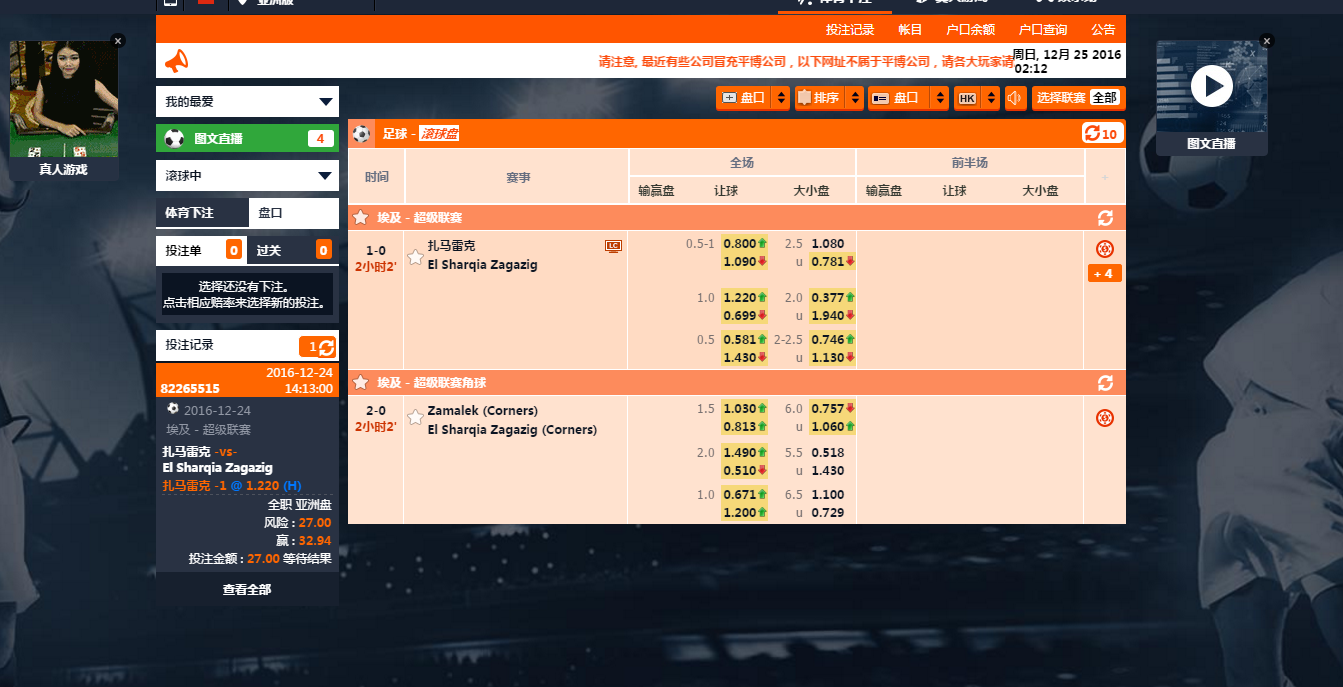 亚洲版
投注记录 帐目 户口余额 户口查询 公告
请注意, 最近有些公司冒充平博公司，以下网址不属于平博公司，请各大玩家请
周日, 12月 25 2016
02:12
真人游戏
图文直播
我的最爱
图文直播 4
滚球中
体育下注 盘口
投注单 0 过关 0
选择还没有下注。
点击相应赔率来选择新的投注。
投注记录 1
2016-12-24
82265515 14:13:00
2016-12-24
埃及 - 超级联赛
扎马雷克 -vs-
El Sharqia Zagazig
扎马雷克 -1 @ 1.220 (H)
全职 亚洲盘
风险 : 27.00
赢 : 32.94
投注金额 : 27.00 等待结果
查看全部
盘口 排序 盘口 HK 选择联赛 全部
足球 - 滚球盘 10
时间 赛事 全场 前半场 +
输赢盘 让球 大小盘 输赢盘 让球 大小盘
埃及 - 超级联赛
1-0 扎马雷克 LC 0.5-1 0.800 2.5 1.080
2小时2' El Sharqia Zagazig 1.090 u 0.781
+ 4
1.0 1.220 2.0 0.377
0.699 u 1.940
0.5 0.581 2-2.5 0.746
1.430 u 1.130
埃及 - 超级联赛角球
2-0 Zamalek (Corners) 1.5 1.030 6.0 0.757
2小时2' El Sharqia Zagazig (Corners) 0.813 u 1.060
2.0 1.490 5.5 0.518
0.510 u 1.430
1.0 0.671 6.5 1.100
1.200 u 0.729